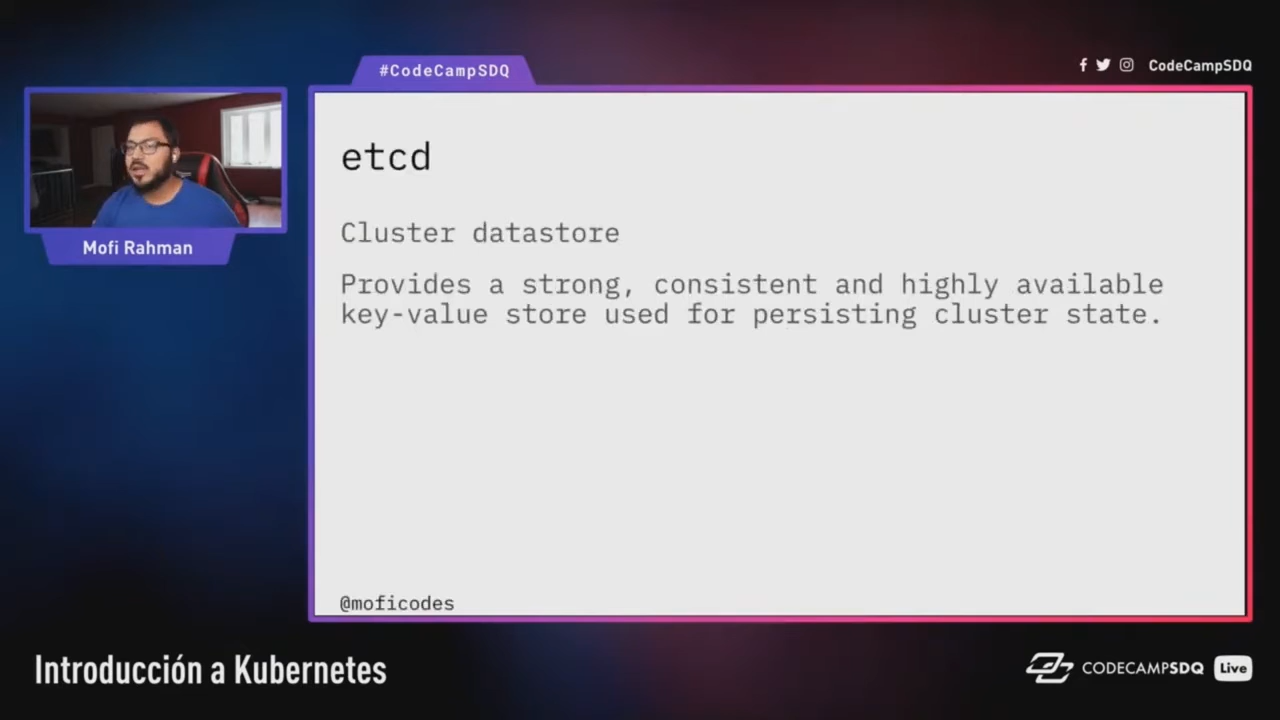 #CodeCampSDQ
CodeCampSDQ
Mofi Rahman
etcd
Cluster datastore
Provides a strong, consistent and highly available
key-value store used for persisting cluster state.
@moficodes
Introducción a Kubernetes
CODECAMPSDQ Live